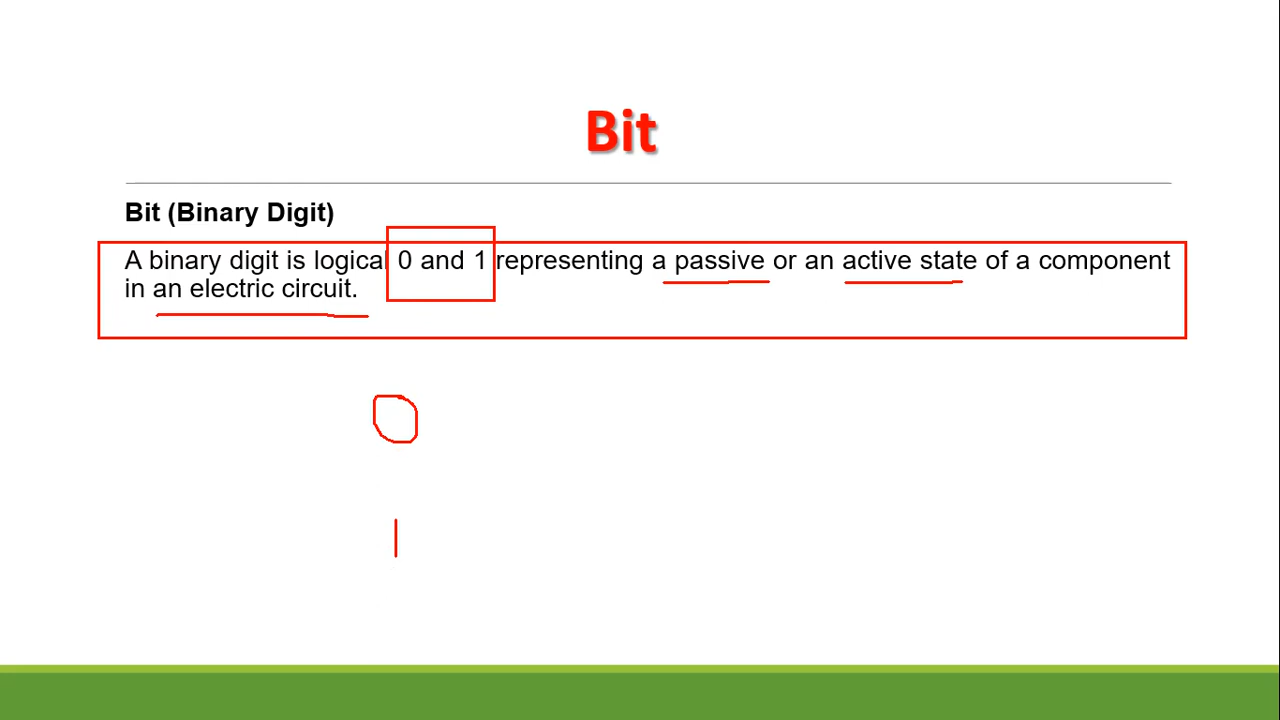 Bit
Bit (Binary Digit)
A binary digit is logical 0 and 1 representing a passive or an active state of a component
in an electric circuit.
0
1